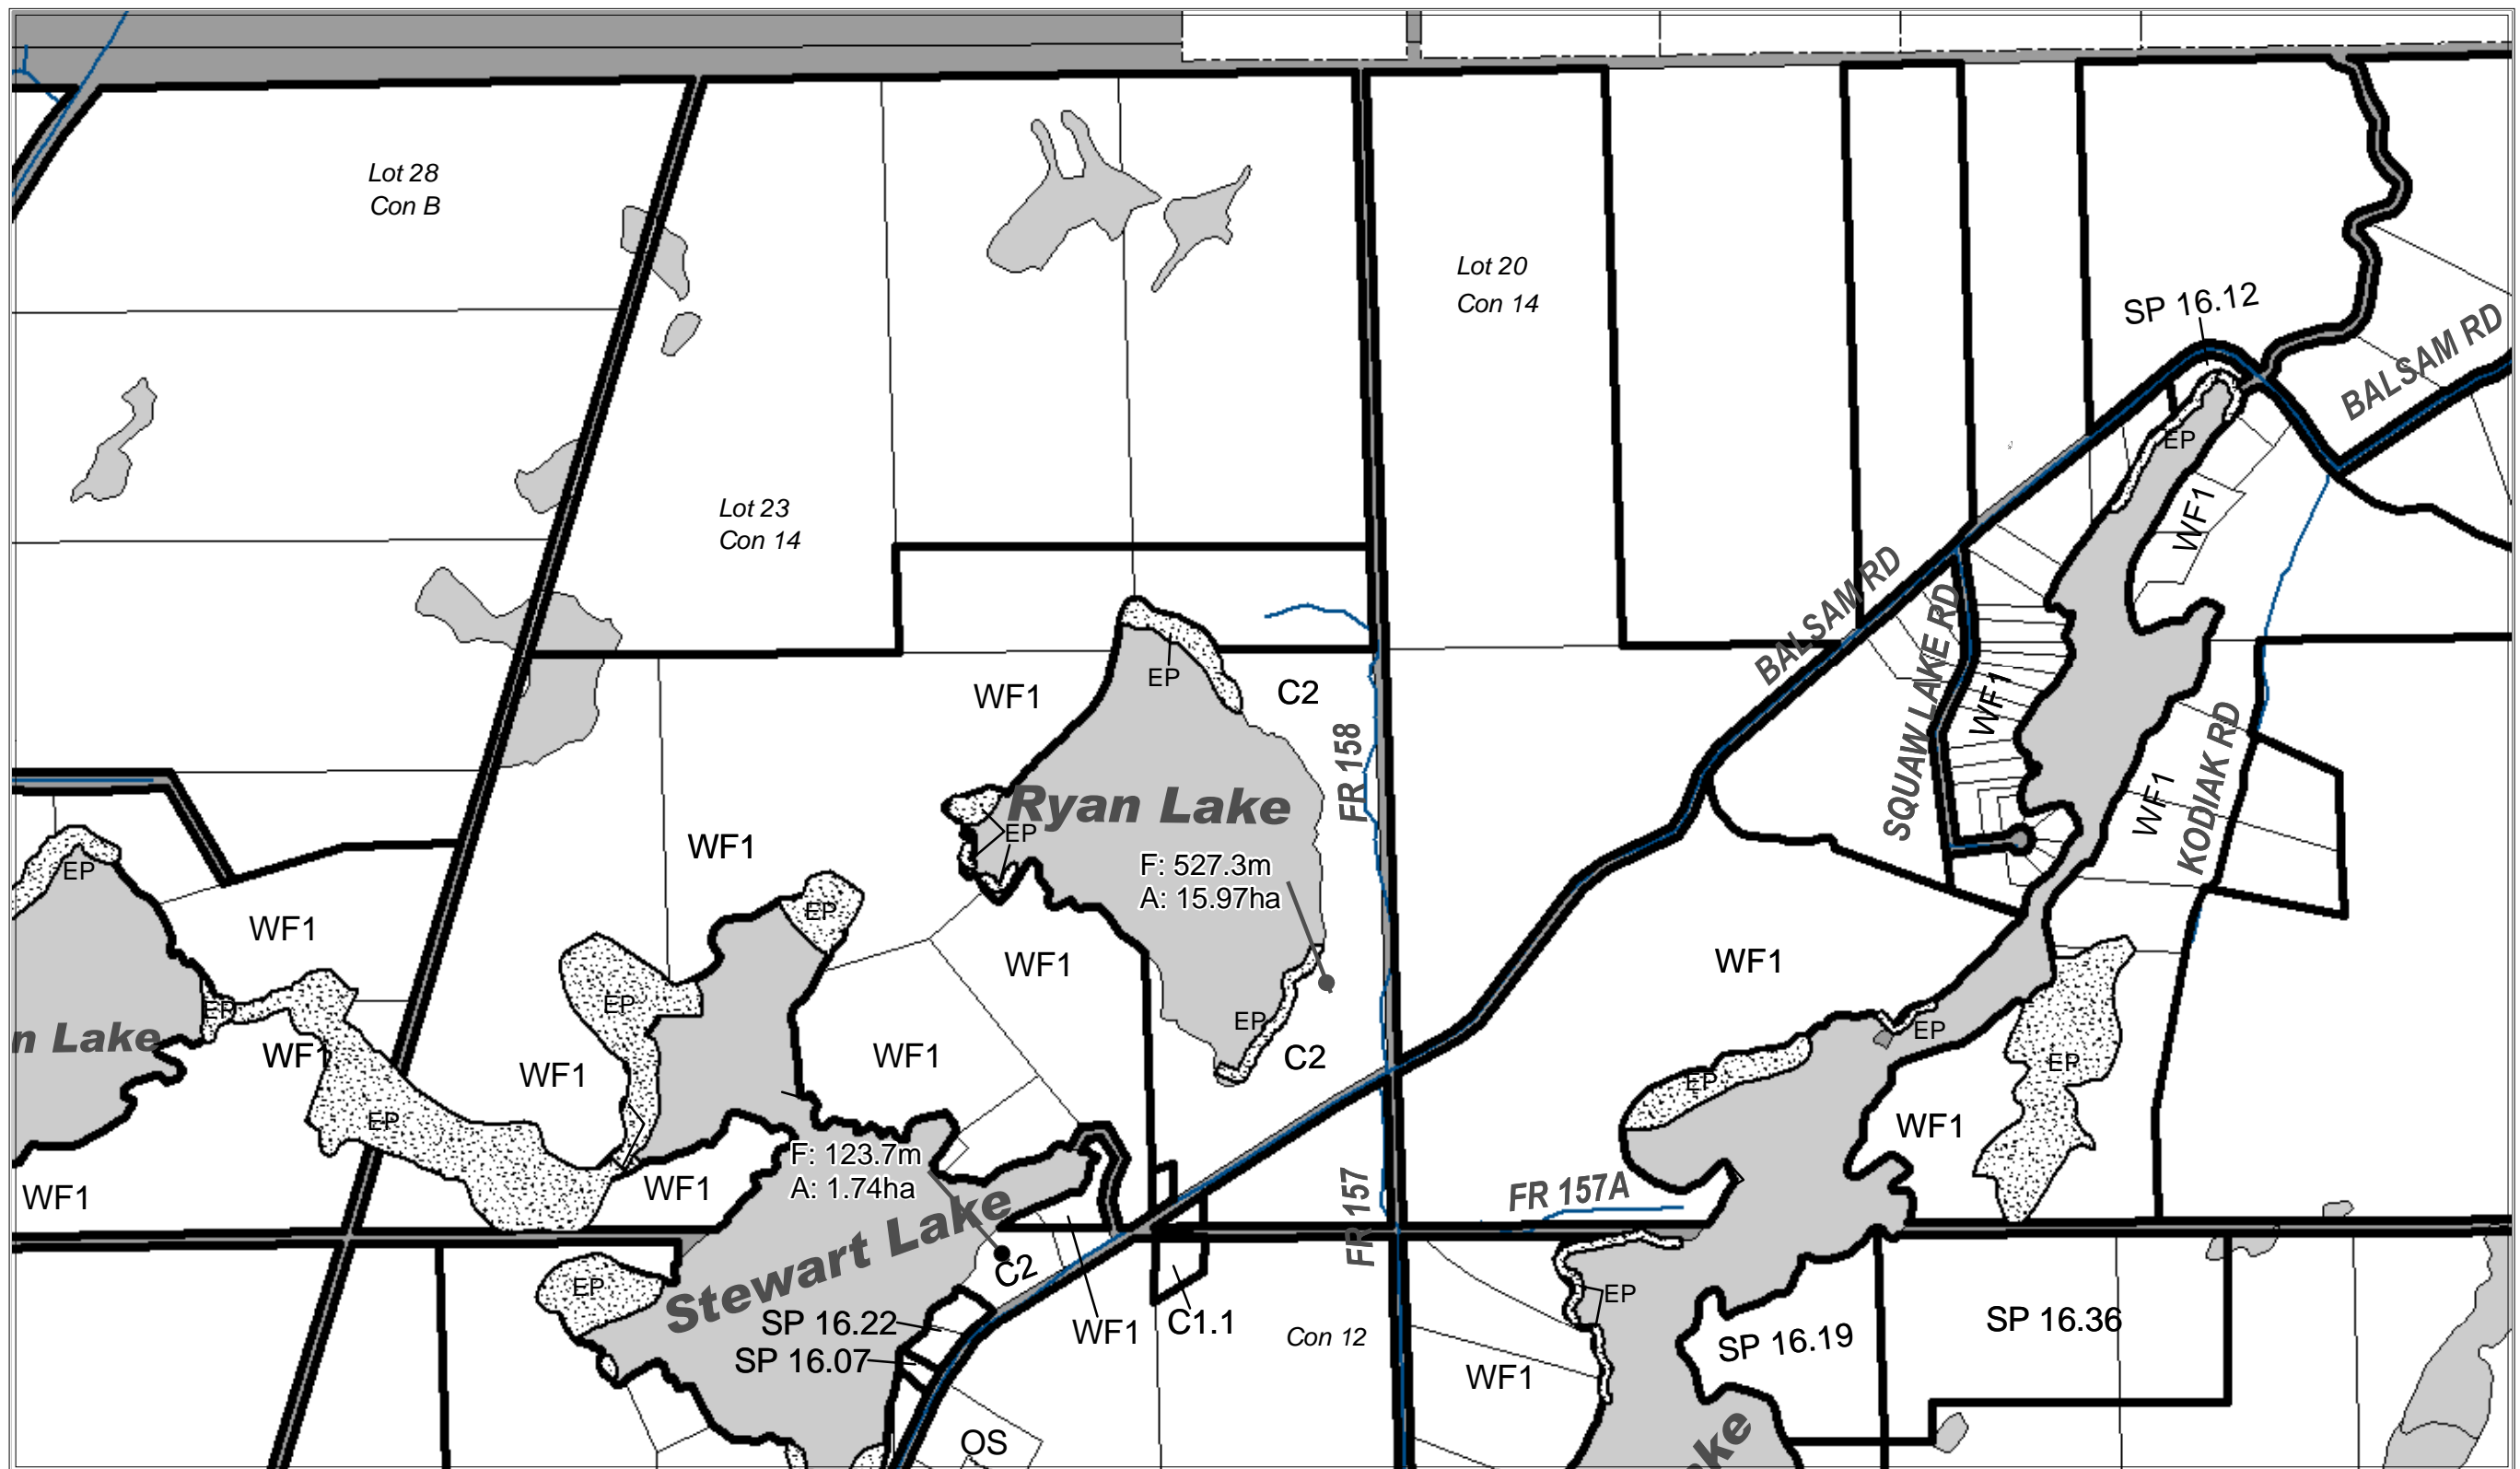 Lot 28
Con B
Lot 20
Con 14
SP 16.12
BALSAM RD
EP
WF1
Lot 23
Con 14
BALSAM RD
SQUAW LAKE RD
WF1
WF1
KODIAK RD
WF1
EP
C2
FR 158
Ryan Lake
EP
F: 527.3m
A: 15.97ha
WF1
EP
EP
WF1
WF1
WF1
EP
EP
EP
n Lake
WF1
WF1
WF1
EP
C2
EP
EP
EP
EP
WF1
WF1
WF1
F: 123.7m
A: 1.74ha
Stewart Lake
FR 157
FR 157A
EP
C2
SP 16.22
SP 16.07
WF1
C1.1
Con 12
EP
WF1
SP 16.19
SP 16.36
OS
ke